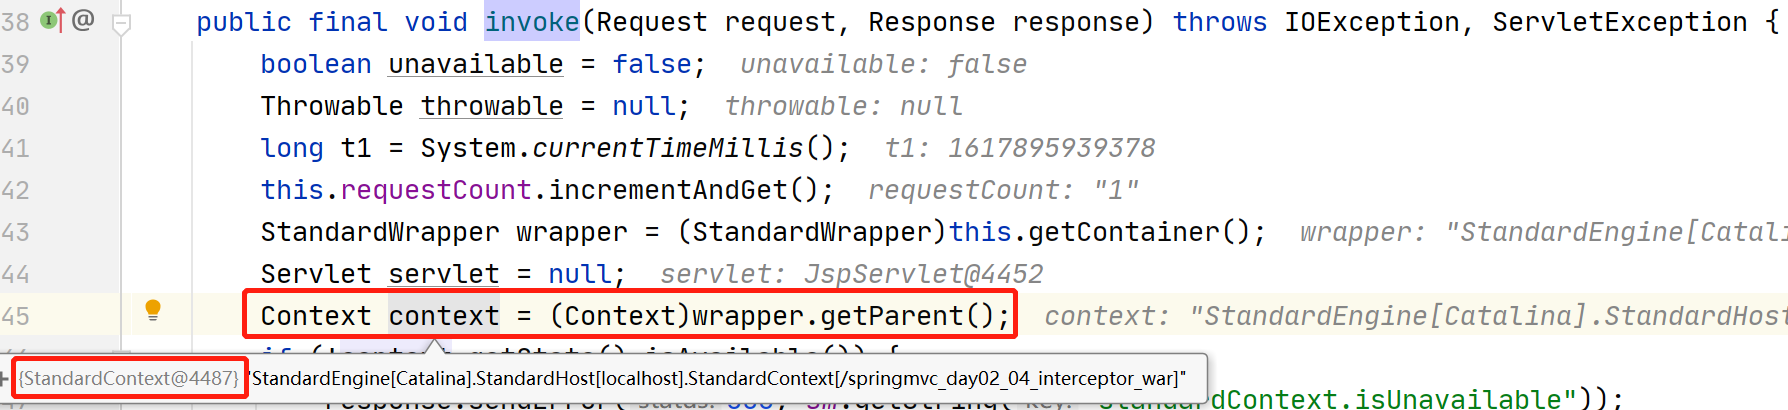 38 @ public final void invoke(Request request, Response response) throws IOException, ServletException {
39 boolean unavailable = false; unavailable: false
40 Throwable throwable = null; throwable: null
41 long t1 = System.currentTimeMillis(); t1: 1617895939378
42 this.requestCount.incrementAndGet(); requestCount: "1"
43 StandardWrapper wrapper = (StandardWrapper)this.getContainer(); wrapper: "StandardEngine[Catali
44 Servlet servlet = null; servlet: JspServlet@4452
45 Context context = (Context)wrapper.getParent(); context: "StandardEngine[Catalina].StandardHost
+ {StandardContext@4487} "StandardEngine[Catalina].StandardHost[localhost].StandardContext[/springmvc_day02_04_interceptor_war]"
"standardContext.isUnavailable"));